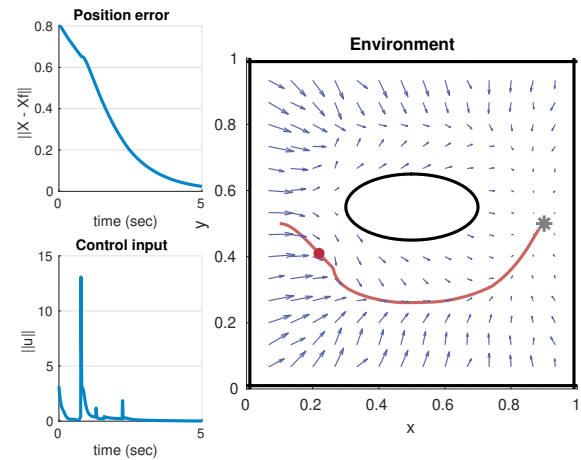 Position error
0.8
0.6
0.4
0.2
0
0
5
||X - Xf||
time (sec)
Control input
15
10
5
0
0
5
||u||
time (sec)
Environment
1
0.8
0.6
0.4
0.2
0
0
0.2
0.4
0.6
0.8
1
y
x